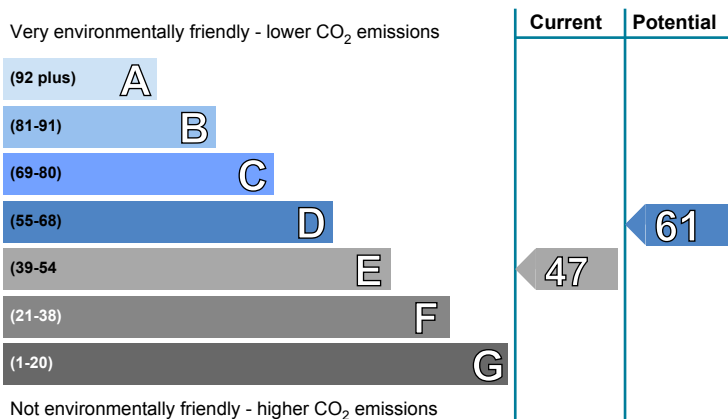 Current Potential
Very environmentally friendly - lower CO2 emissions
(92 plus) A
(81-91) B
(69-80) C
(55-68) D
61
(39-54 E
47
(21-38) F
(1-20) G
Not environmentally friendly - higher CO2 emissions